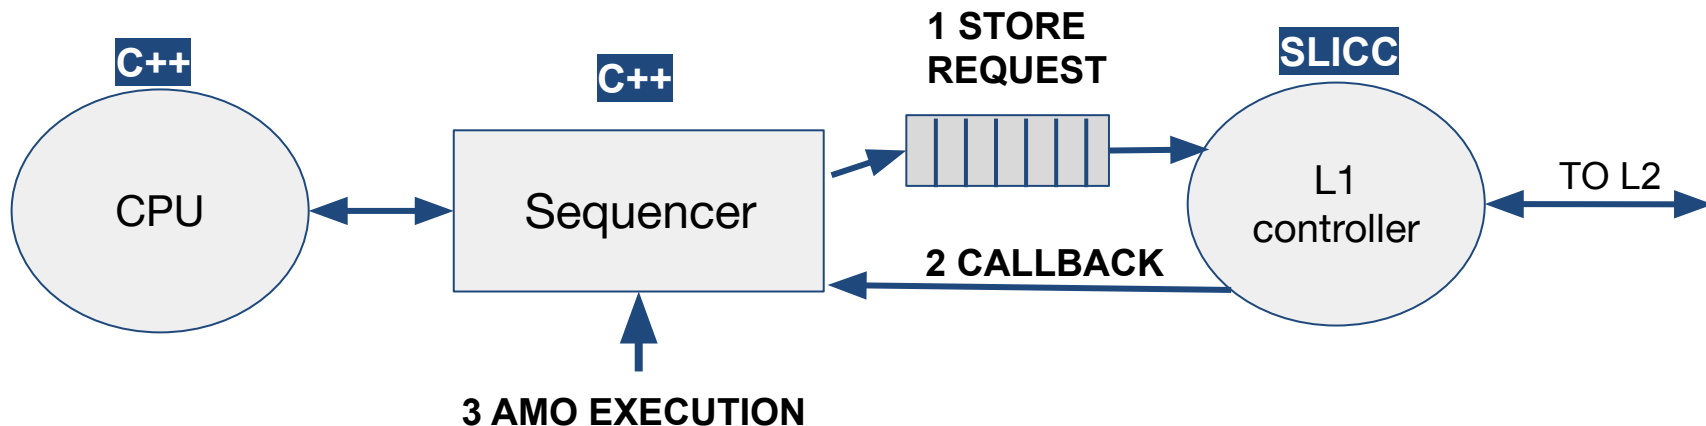 C++
CPU
C++
Sequencer
1 STORE
REQUEST
SLICC
L1
controller
TO L2
2 CALLBACK
3 AMO EXECUTION